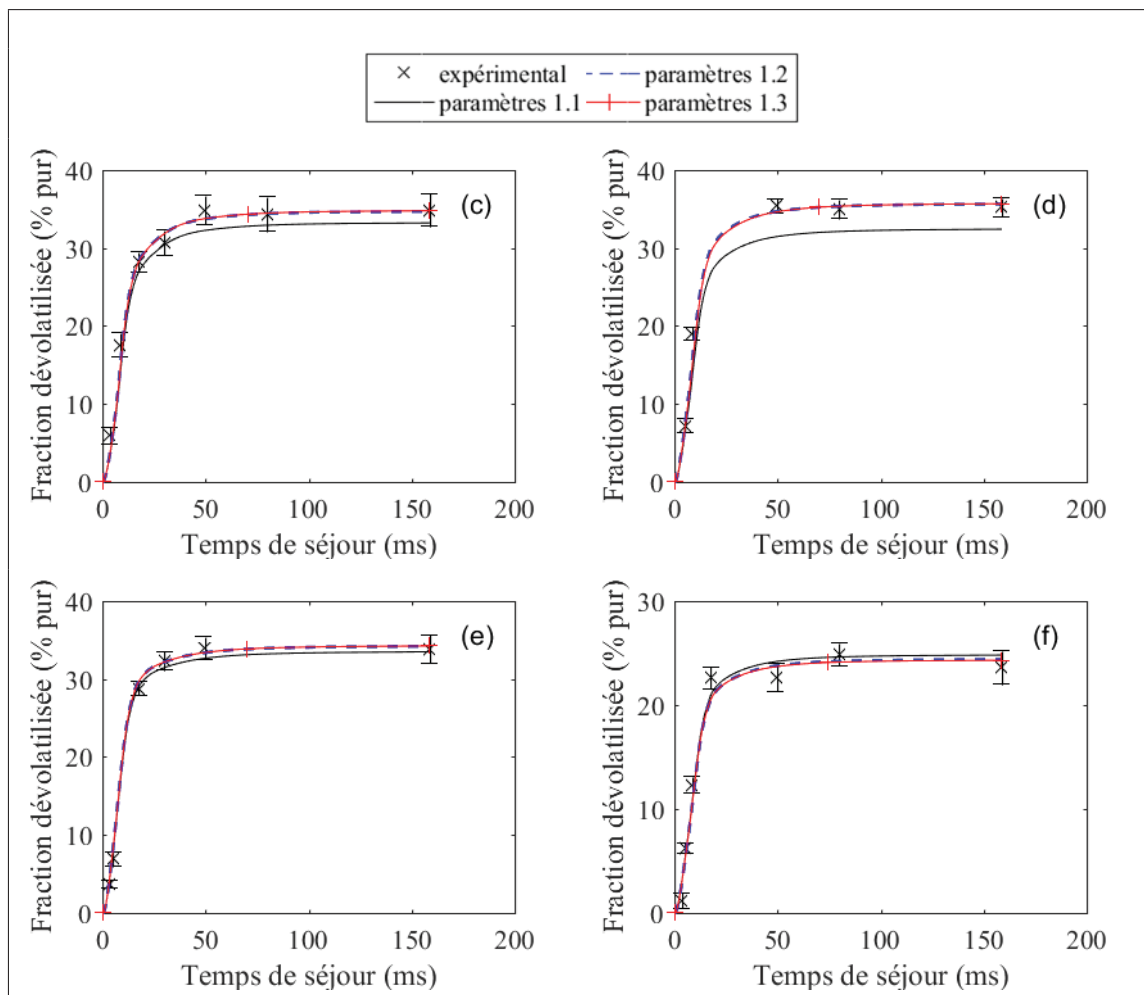 expérimental
paramètres 1.2
paramètres 1.1
paramètres 1.3
40
30
20
10
0
0 50 100 150 200
Fraction dévolatilisée (% pur)
Temps de séjour (ms)
(c)
40
30
20
10
0
0 50 100 150 200
Fraction dévolatilisée (% pur)
Temps de séjour (ms)
(d)
40
30
20
10
0
0 50 100 150 200
Fraction dévolatilisée (% pur)
Temps de séjour (ms)
(e)
30
20
10
0
0 50 100 150 200
Fraction dévolatilisée (% pur)
Temps de séjour (ms)
(f)